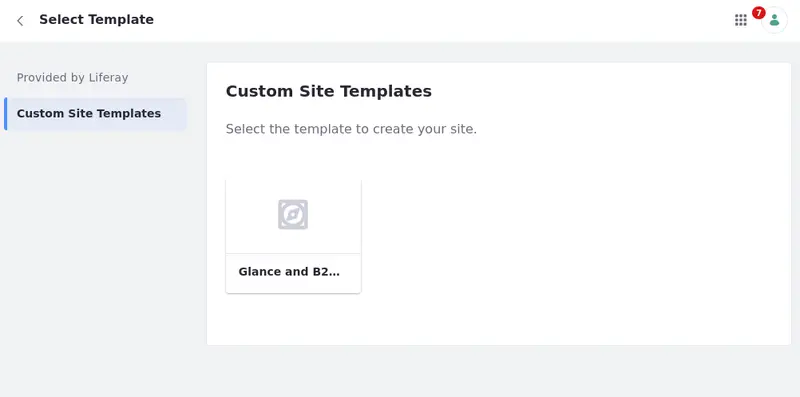 Select Template
7
Provided by Liferay
Custom Site Templates
Custom Site Templates
Select the template to create your site.
Glance and B2...